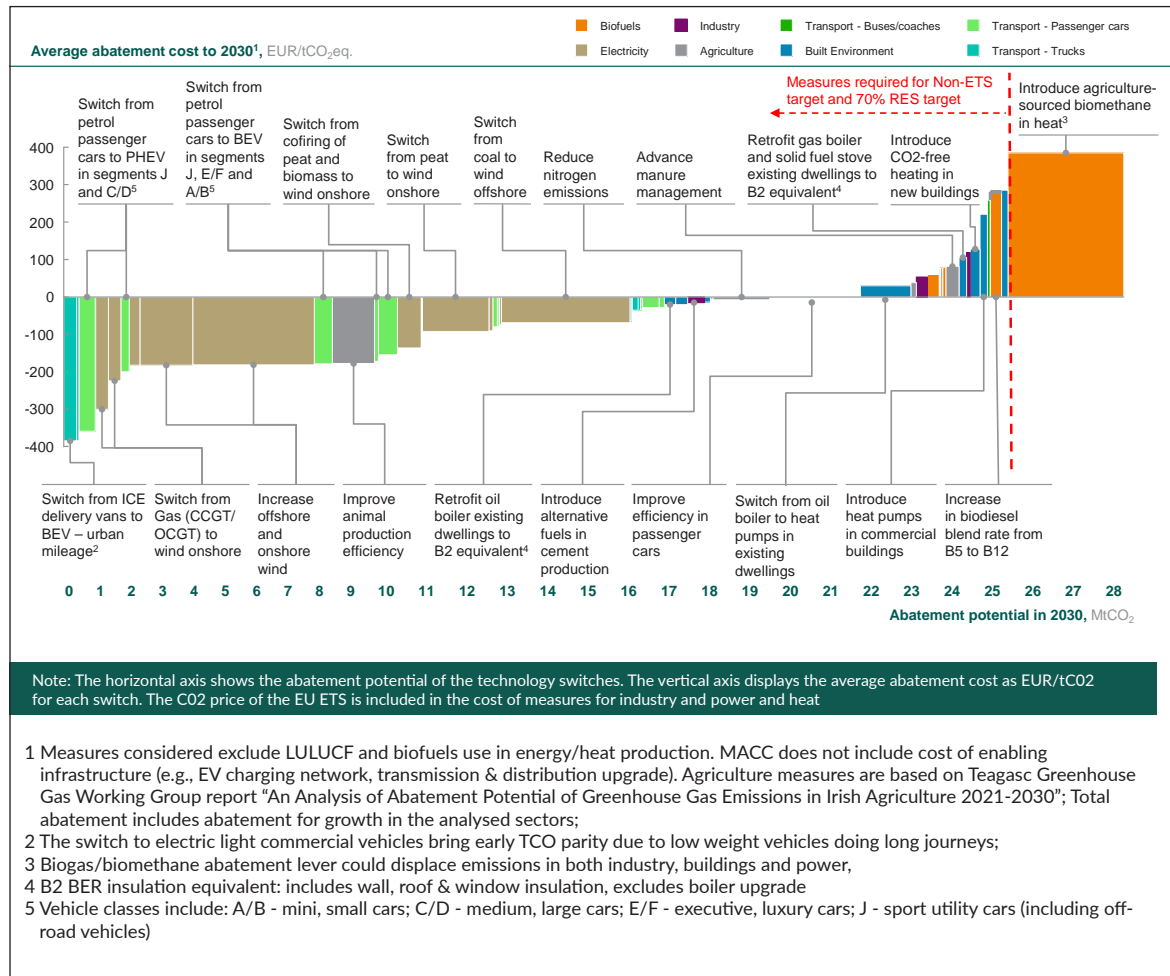 Biofuels
Industry
Transport - Buses/coaches
Transport - Passenger cars
Electricity
Agriculture
Built Environment
Transport - Trucks
Average abatement cost to 2030¹, EUR/tCO₂eq.
Measures required for Non-ETS
target and 70% RES target
Switch from
petrol
passenger
cars to PHEV
in segments J
and C/D⁵
Switch from
petrol
passenger
cars to BEV
in segments
J, E/F and
A/B⁵
Switch from
cofiring of
peat and
biomass to
wind onshore
Switch
from peat
to wind
onshore
Switch
from
coal to
wind
offshore
Reduce
nitrogen
emissions
Advance
manure
management
Retrofit gas boiler
and solid fuel stove
existing dwellings to
B2 equivalent⁴
Introduce
CO2-free
heating in
new buildings
Introduce agriculture-
sourced biomethane
in heat³
400
300
200
100
0
-100
-200
-300
-400
Switch from ICE
delivery vans to
BEV – urban
mileage²
Switch from
Gas (CCGT/
OCGT) to
wind onshore
Increase
offshore
and
onshore
wind
Improve
animal
production
efficiency
Retrofit oil
boiler existing
dwellings to
B2 equivalent⁴
Introduce
alternative
fuels in
cement
production
Improve
efficiency in
passenger
cars
Switch from oil
boiler to heat
pumps in
existing
dwellings
Introduce
heat pumps
in commercial
buildings
Increase
in biodiesel
blend rate from
B5 to B12
0 1 2 3 4 5 6 7 8 9 10 11 12 13 14 15 16 17 18 19 20 21 22 23 24 25 26 27 28
Abatement potential in 2030, MtCO₂
Note: The horizontal axis shows the abatement potential of the technology switches. The vertical axis displays the average abatement cost as EUR/tC02
for each switch. The C02 price of the EU ETS is included in the cost of measures for industry and power and heat
1 Measures considered exclude LULUCF and biofuels use in energy/heat production. MACC does not include cost of enabling
infrastructure (e.g., EV charging network, transmission & distribution upgrade). Agriculture measures are based on Teagasc Greenhouse
Gas Working Group report “An Analysis of Abatement Potential of Greenhouse Gas Emissions in Irish Agriculture 2021-2030”; Total
abatement includes abatement for growth in the analysed sectors;
2 The switch to electric light commercial vehicles bring early TCO parity due to low weight vehicles doing long journeys;
3 Biogas/biomethane abatement lever could displace emissions in both industry, buildings and power,
4 B2 BER insulation equivalent: includes wall, roof & window insulation, excludes boiler upgrade
5 Vehicle classes include: A/B - mini, small cars; C/D - medium, large cars; E/F - executive, luxury cars; J - sport utility cars (including off-
road vehicles)